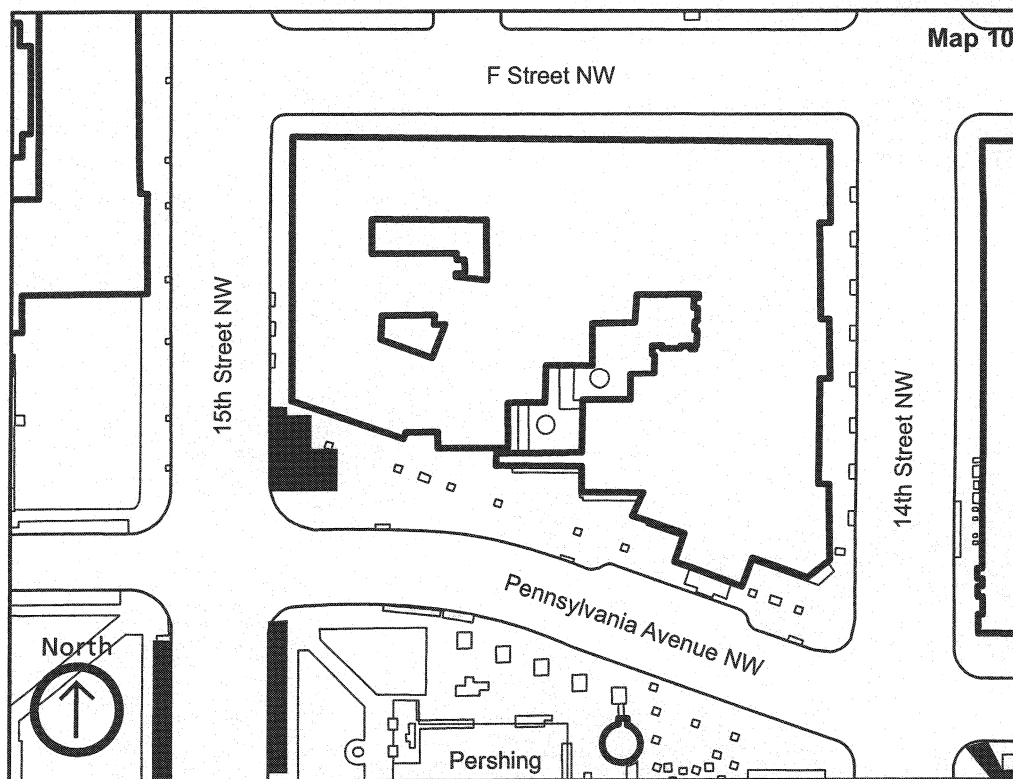 Map 10
F Street NW
15th Street NW
14th Street NW
Pennsylvania Avenue NW
North
Pershing